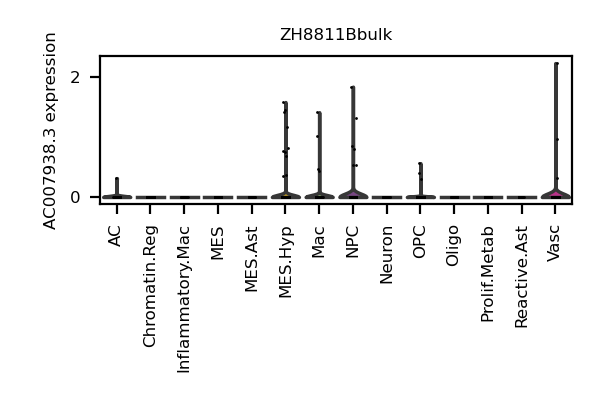 ZH8811Bbulk
AC007938.3 expression
2
0
AC
Chromatin.Reg
Inflammatory.Mac
MES
MES.Ast
MES.Hyp
Mac
NPC
Neuron
OPC
Oligo
Prolif.Metab
Reactive.Ast
Vasc